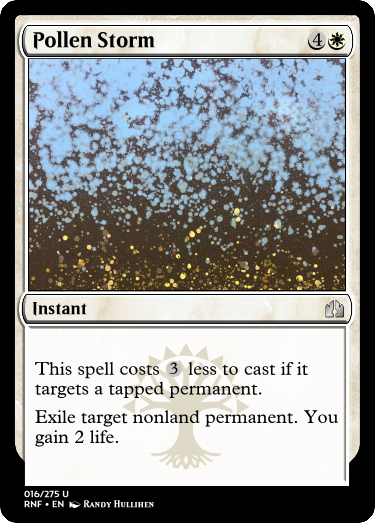 Pollen Storm 4
Instant
This spell costs 3 less to cast if it
targets a tapped permanent.
Exile target nonland permanent. You
gain 2 life.
016/275 U
RNF • EN Randy Hullihen